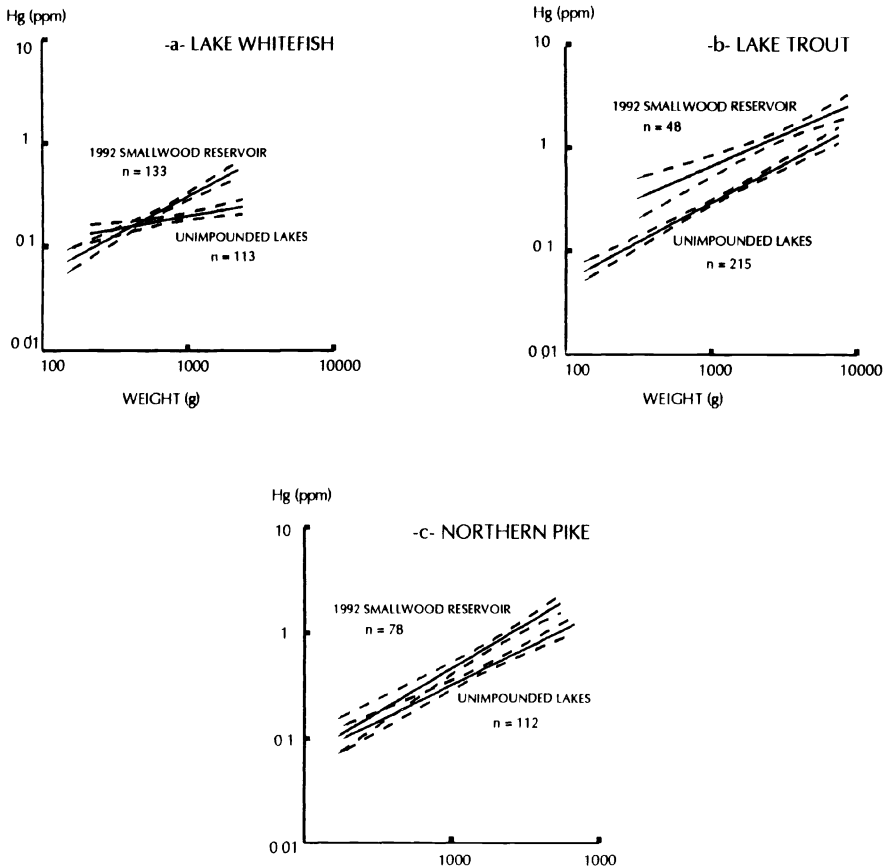 Hg (ppm)
10
-a- LAKE WHITEFISH
1
1992 SMALLWOOD RESERVOIR
n = 133
0 1
UNIMPOUNDED LAKES
n = 113
0 01
100
1000
10000
WEIGHT (g)
Hg (ppm)
10
-b- LAKE TROUT
1992 SMALLWOOD RESERVOIR
n = 48
1
UNIMPOUNDED LAKES
n = 215
0 1
0 01
100
1000
10000
WEIGHT (g)
Hg (ppm)
10
-c- NORTHERN PIKE
1992 SMALLWOOD RESERVOIR
n = 78
1
UNIMPOUNDED LAKES
n = 112
0 1
0 01
1000
1000